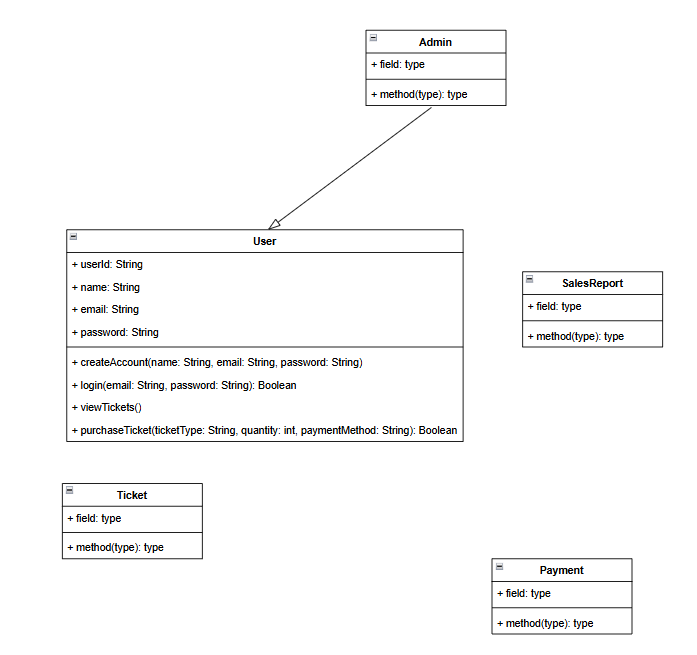 Admin
+ field: type
+ method(type): type
User
+ userId: String
+ name: String
+ email: String
+ password: String
+ createAccount(name: String, email: String, password: String)
+ login(email: String, password: String): Boolean
+ viewTickets()
+ purchaseTicket(ticketType: String, quantity: int, paymentMethod: String): Boolean
SalesReport
+ field: type
+ method(type): type
Ticket
+ field: type
+ method(type): type
Payment
+ field: type
+ method(type): type